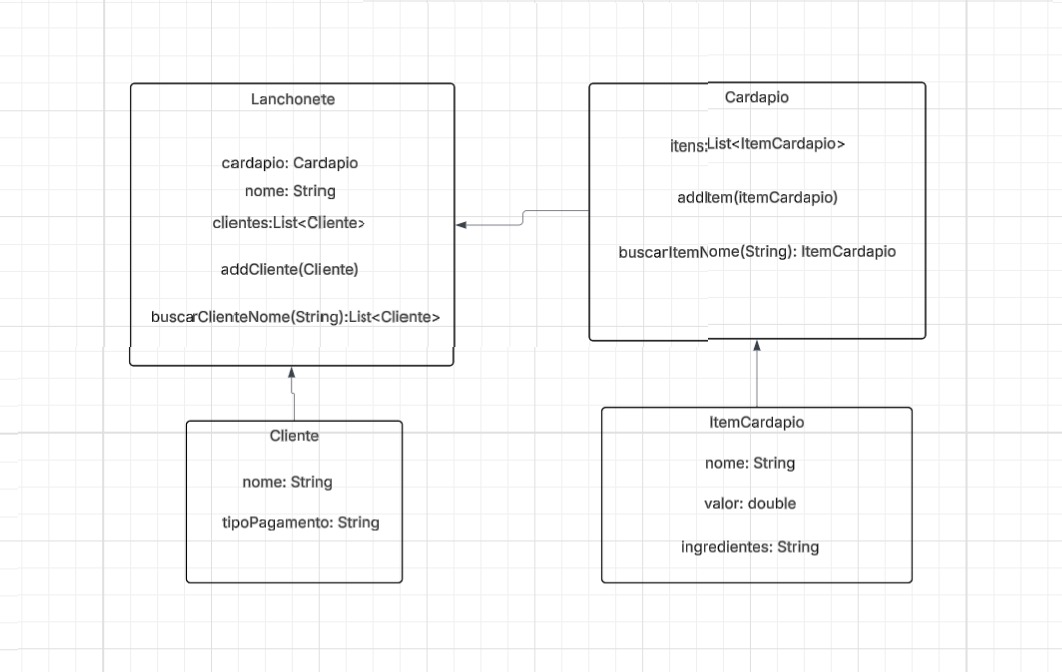 Lanchonete
cardapio: Cardapio
nome: String
clientes:List<Cliente>
addCliente(Cliente)
buscarClienteNome(String):List<Cliente>
Cardapio
itens:List<ItemCardapio>
addItem(itemCardapio)
buscarItemNome(String): ItemCardapio
Cliente
nome: String
tipoPagamento: String
ItemCardapio
nome: String
valor: double
ingredientes: String